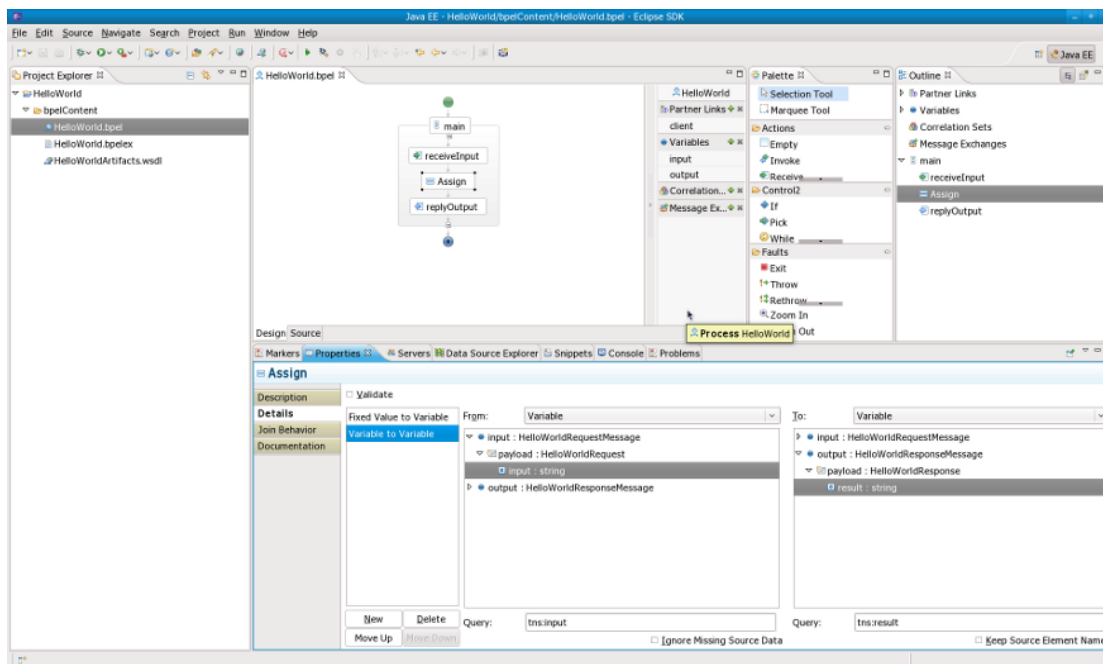 Java EE - HelloWorld/bpelContent/HelloWorld.bpel - Eclipse SDK
File Edit Source Navigate Search Project Run Window Help
Java EE
Project Explorer
HelloWorld
bpelContent
HelloWorld.bpel
HelloWorld.bpelex
HelloWorldArtifacts.wsdl
HelloWorld.bpel
main
receiveInput
Assign
replyOutput
Design Source
HelloWorld
Partner Links
client
Variables
input
output
Correlation...
Message Ex...
Palette
Selection Tool
Marquee Tool
Actions
Empty
Invoke
Receive
Control2
If
Pick
While
Faults
Exit
Throw
Rethrow
Zoom In
Out
Process HelloWorld
Outline
Partner Links
Variables
Correlation Sets
Message Exchanges
main
receiveInput
Assign
replyOutput
Markers Properties Servers Data Source Explorer Snippets Console Problems
Assign
Description
Details
Join Behavior
Documentation
Validate
Fixed Value to Variable
Variable to Variable
New Delete
Move Up Move Down
From: Variable
input : HelloWorldRequestMessage
payload : HelloWorldRequest
input : string
output : HelloWorldResponseMessage
Query: tns:input
Ignore Missing Source Data
To: Variable
input : HelloWorldRequestMessage
output : HelloWorldResponseMessage
payload : HelloWorldResponse
result : string
Query: tns:result
Keep Source Element Name